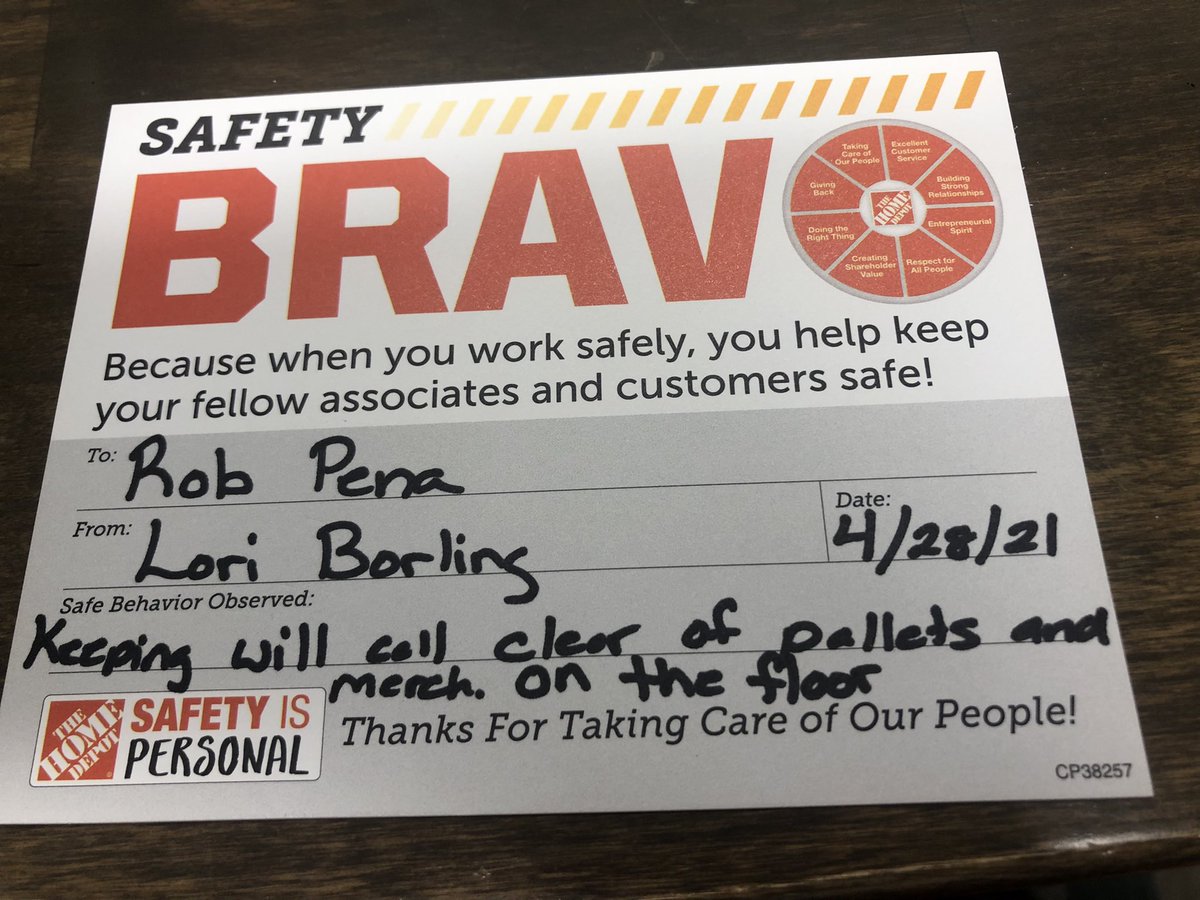 SAFETY
BRAVO
Taking Care of Our People
Excellent Customer Service
Building Strong Relationships
Entrepreneurial Spirit
Respect for All People
Creating Shareholder Value
Doing the Right Thing
Giving Back
THE HOME DEPOT
Because when you work safely, you help keep
your fellow associates and customers safe!
To: Rob Pena
From: Lori Borling
Date: 4/28/21
Safe Behavior Observed:
Keeping will call clear of pallets and
merch. on the floor
THE HOME DEPOT
SAFETY IS
PERSONAL
Thanks For Taking Care of Our People!
CP38257